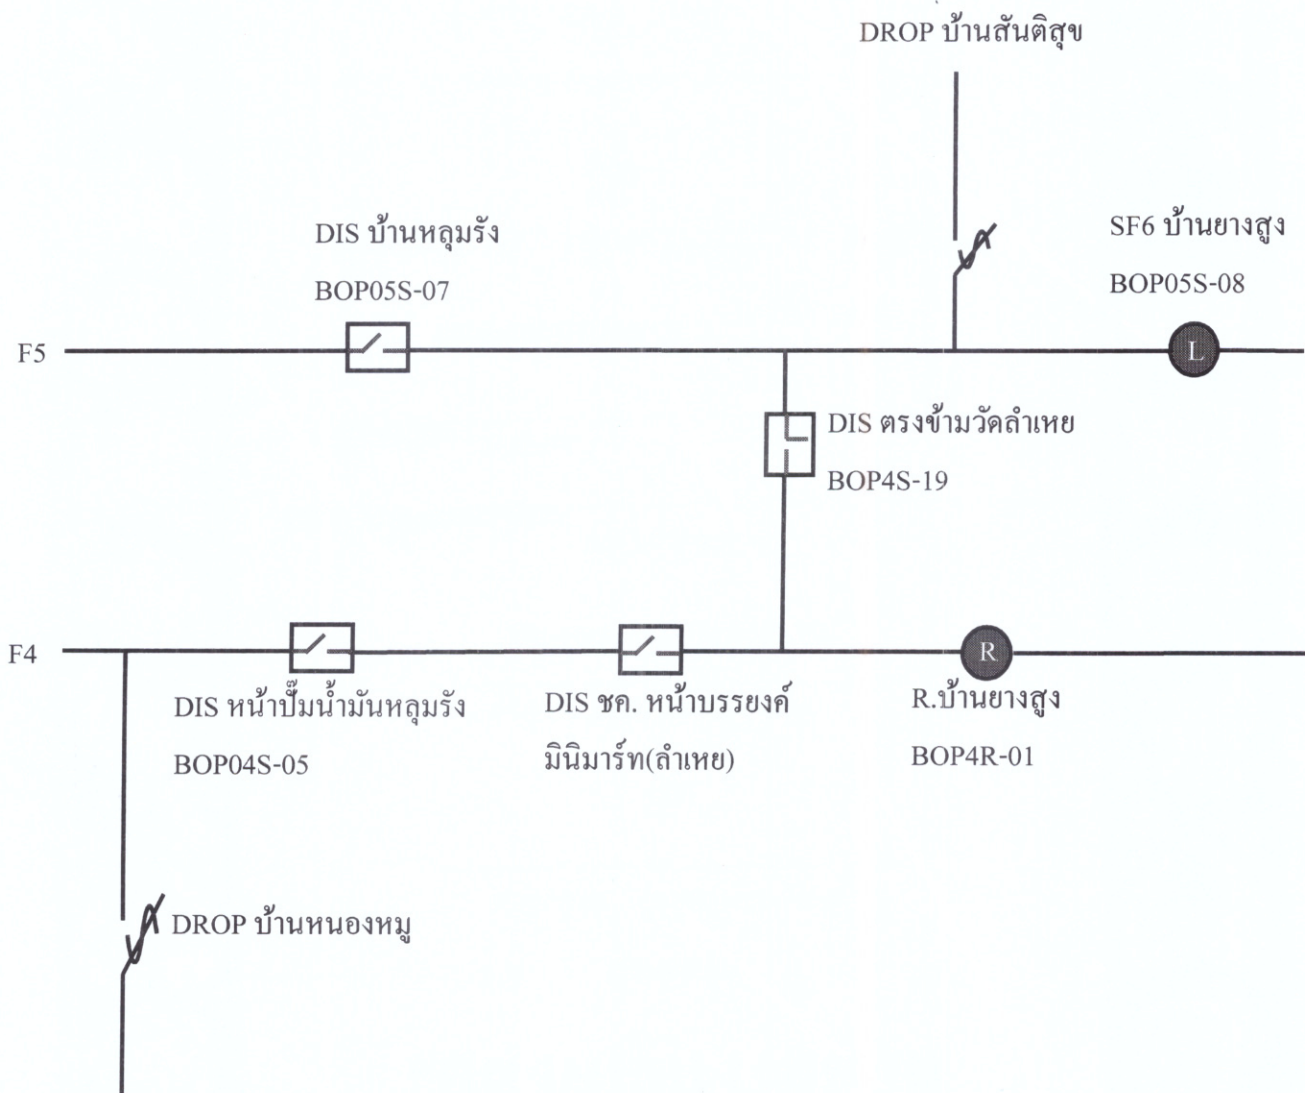 DROP บ้านสันติสุข
DIS บ้านหลุมรัง
BOP05S-07
SF6 บ้านยางสูง
BOP05S-08
F5
L
DIS ตรงข้ามวัดลำเหย
BOP4S-19
F4
R
DIS หน้าปั๊มน้ำมันหลุมรัง
BOP04S-05
DIS ชค. หน้าบรรยงค์
มินิมาร์ท(ลำเหย)
R.บ้านยางสูง
BOP4R-01
DROP บ้านหนองหมู